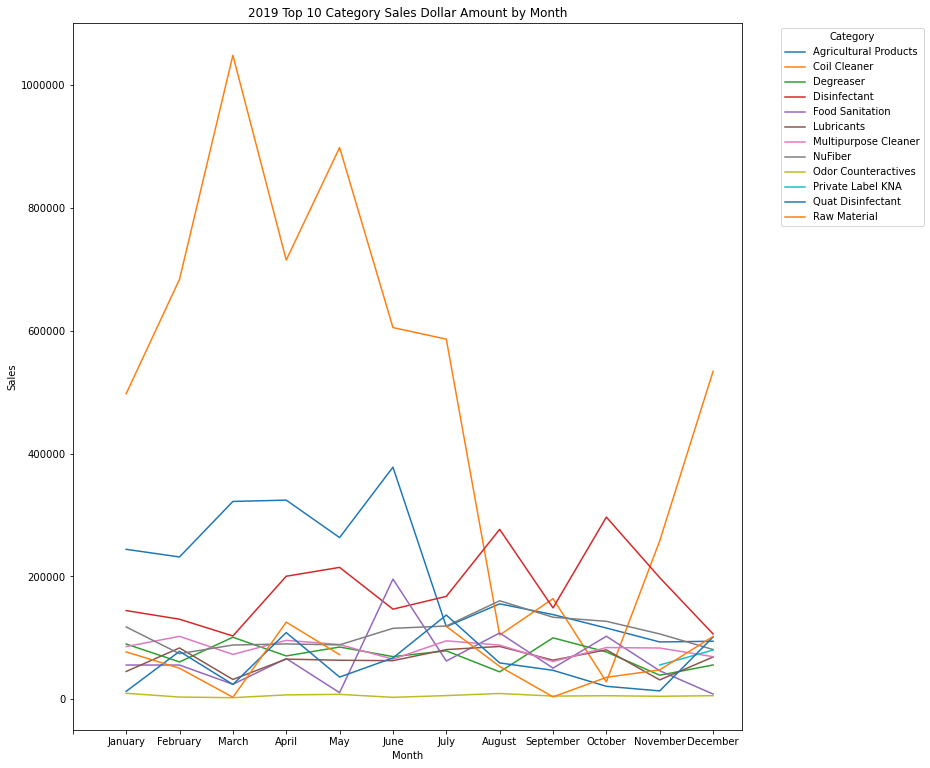 2019 Top 10 Category Sales Dollar Amount by Month
Category
Agricultural Products
Coil Cleaner
Degreaser
Disinfectant
Food Sanitation
Lubricants
Multipurpose Cleaner
NuFiber
Odor Counteractives
Private Label KNA
Quat Disinfectant
Raw Material
1000000
800000
600000
400000
200000
0
Sales
January February March April May June July August September October November December
Month